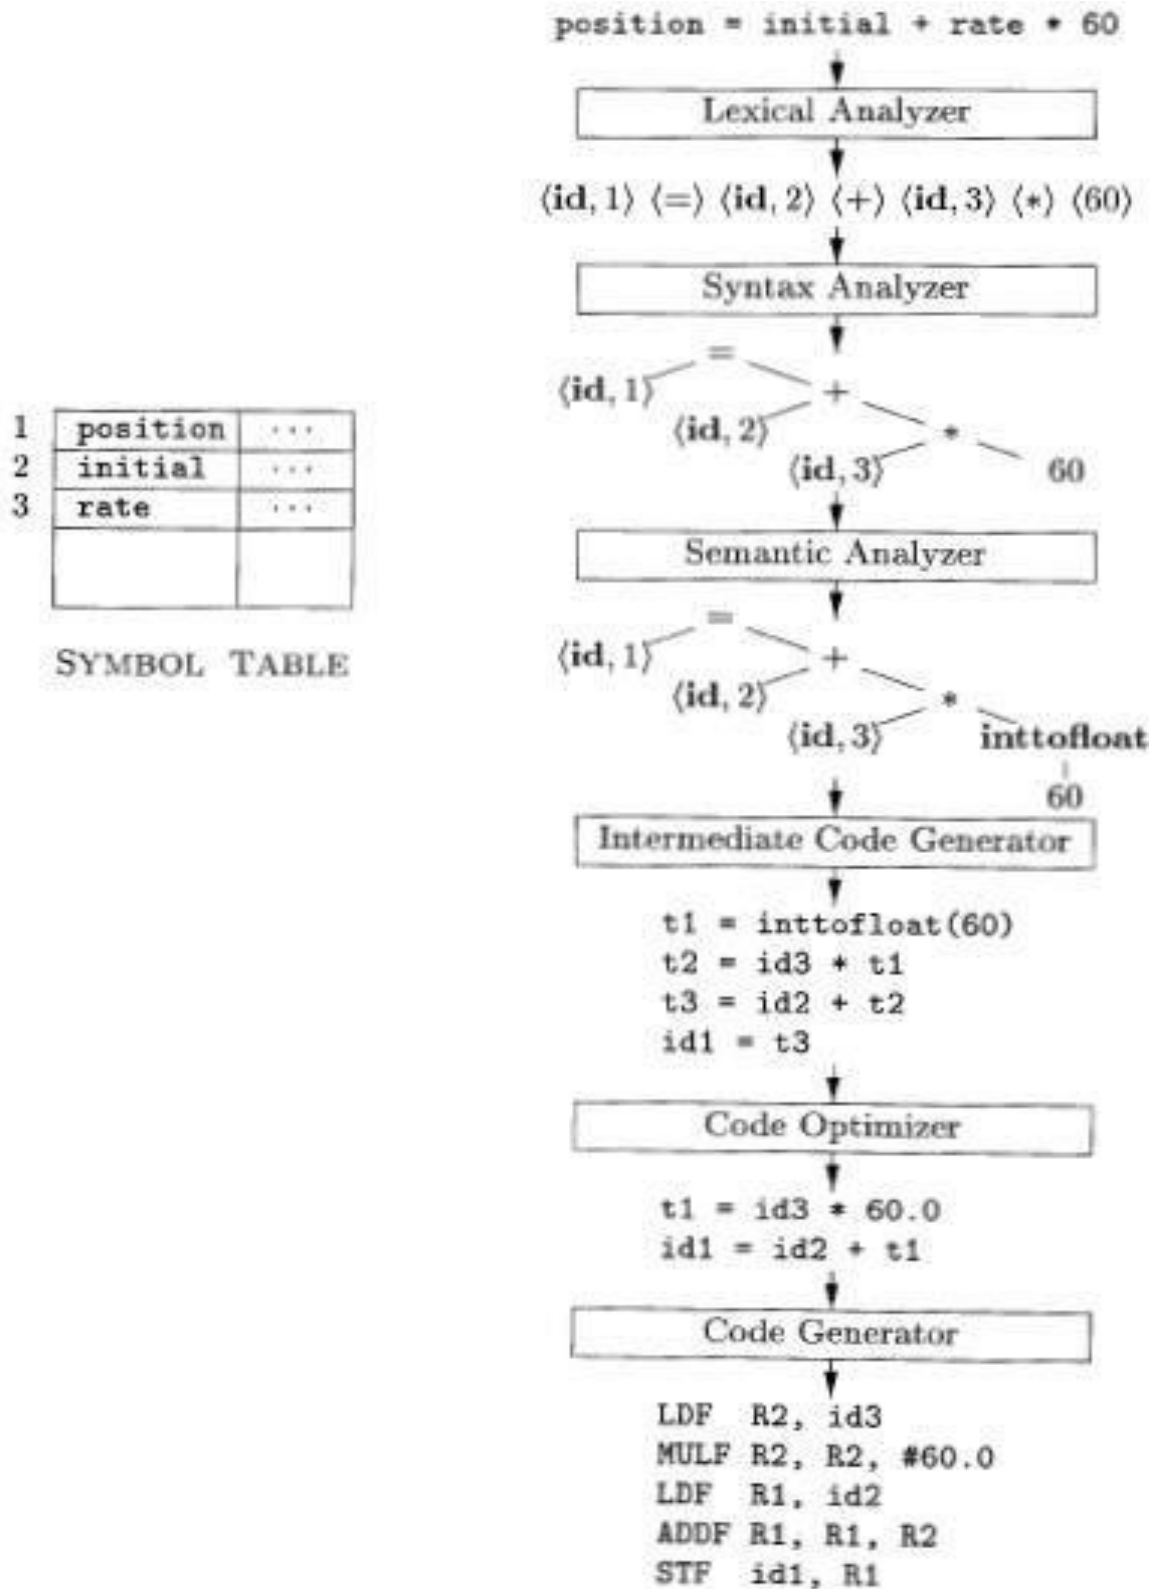 position = initial + rate * 60
Lexical Analyzer
⟨id, 1⟩ ⟨=⟩ ⟨id, 2⟩ ⟨+⟩ ⟨id, 3⟩ ⟨*⟩ ⟨60⟩
Syntax Analyzer
=
⟨id, 1⟩ +
⟨id, 2⟩ *
⟨id, 3⟩ 60
1 position ...
2 initial ...
3 rate ...
SYMBOL TABLE
Semantic Analyzer
=
⟨id, 1⟩ +
⟨id, 2⟩ *
⟨id, 3⟩ inttofloat
60
Intermediate Code Generator
t1 = inttofloat(60)
t2 = id3 * t1
t3 = id2 + t2
id1 = t3
Code Optimizer
t1 = id3 * 60.0
id1 = id2 + t1
Code Generator
LDF R2, id3
MULF R2, R2, #60.0
LDF R1, id2
ADDF R1, R1, R2
STF id1, R1